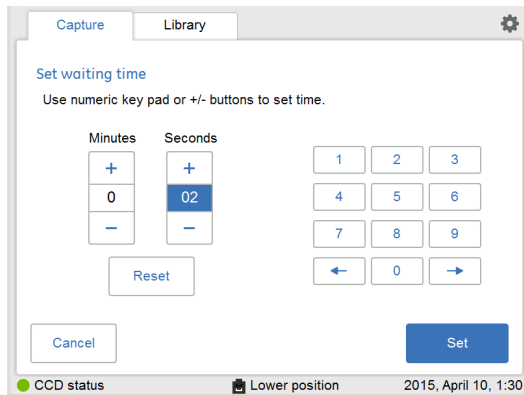 Capture Library
Set waiting time
Use numeric key pad or +/- buttons to set time.
Minutes Seconds
+ +
0 02
− −
Reset
1 2 3
4 5 6
7 8 9
← 0 →
Cancel Set
CCD status Lower position 2015, April 10, 1:30